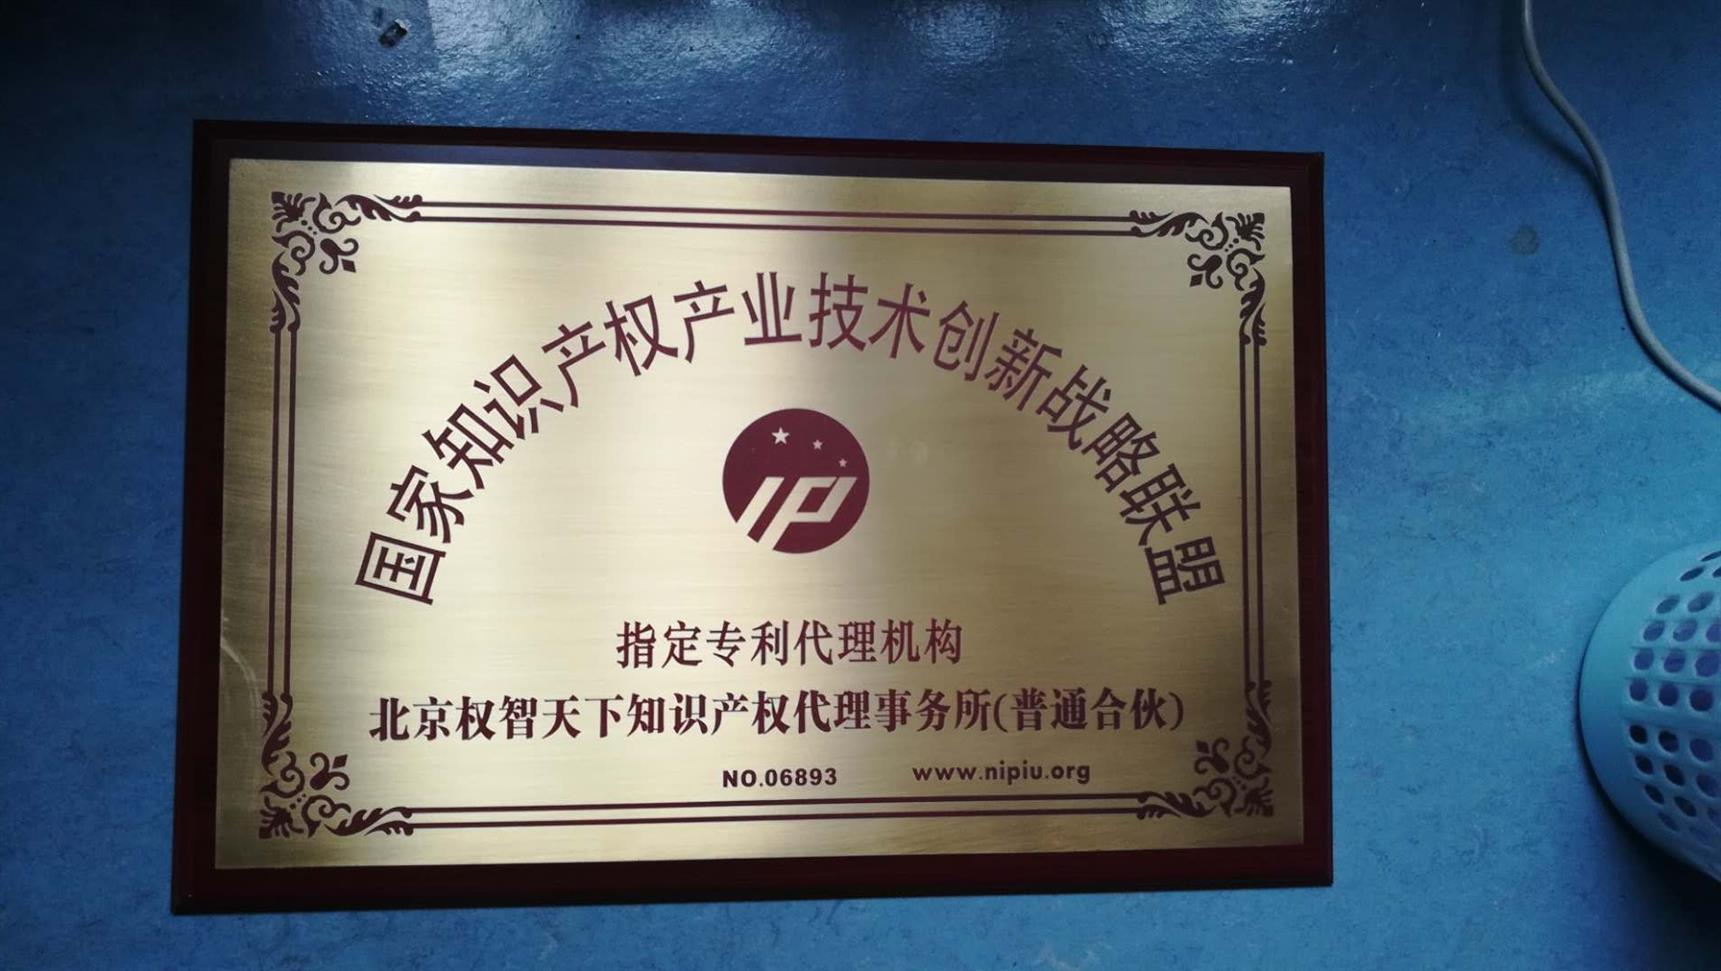 国家知识产权产业技术创新战略联盟
IP
指定专利代理机构
北京权智天下知识产权代理事务所(普通合伙)
NO.06893 www.nipiu.org